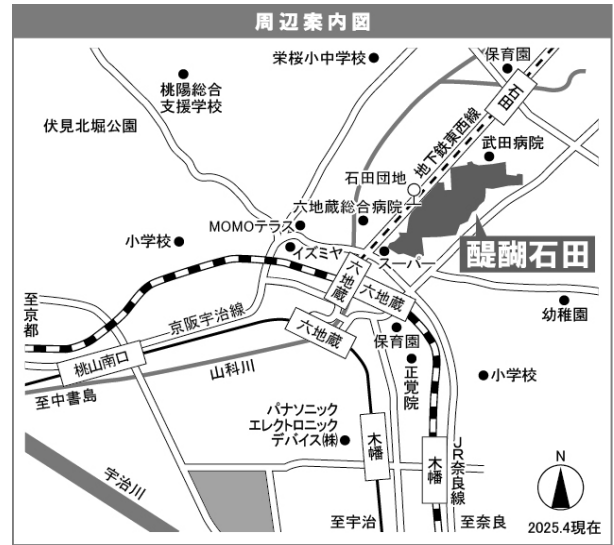 周辺案内図
栄桜小中学校
保育園
桃陽総合
支援学校
石田
伏見北堀公園
地下鉄東西線
武田病院
石田団地
六地蔵総合病院
MOMOテラス
小学校
イズミヤ
スーパー
醍醐石田
六地蔵
六地蔵
至京都
京阪宇治線
六地蔵
幼稚園
保育園
桃山南口
山科川
正覚院
小学校
至中書島
パナソニック
エレクトロニック
デバイス㈱
木幡
木幡
JR奈良線
宇治川
N
至宇治
至奈良
2025.4現在